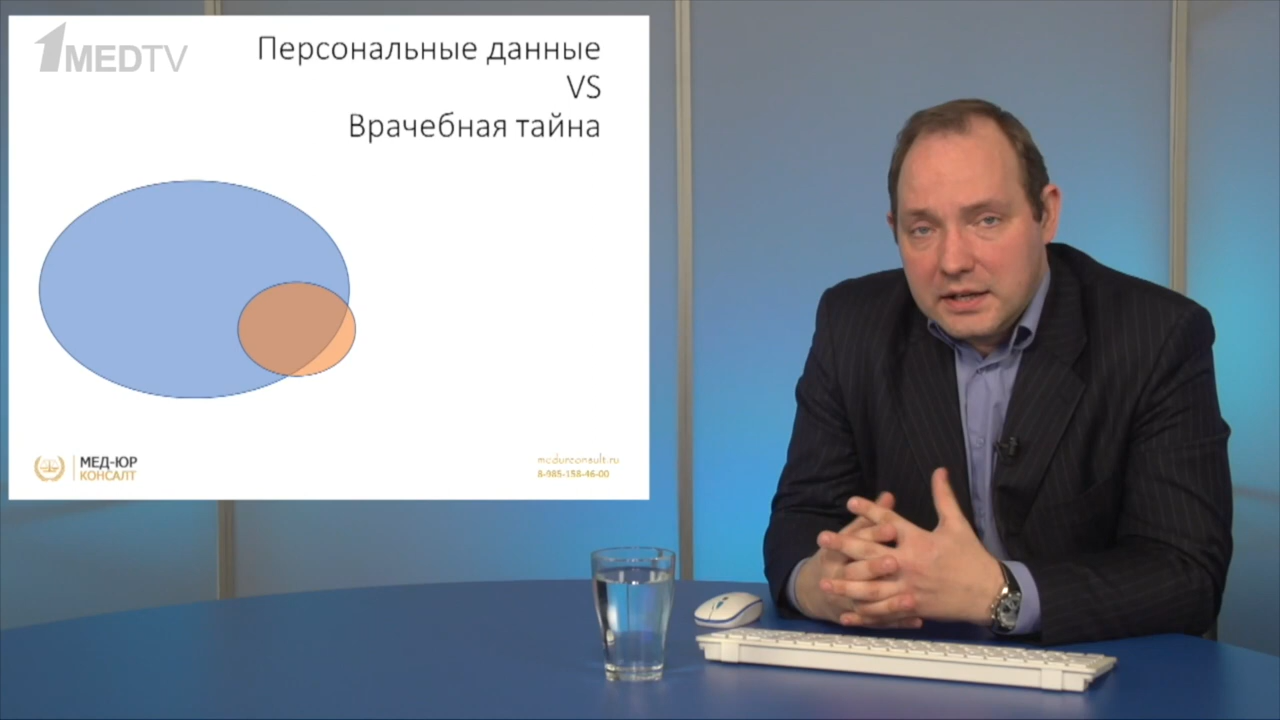 1MEDTV
Персональные данные
VS
Врачебная тайна
МЕД-ЮР
КОНСАЛТ
medurconsult.ru
8-985-158-46-00